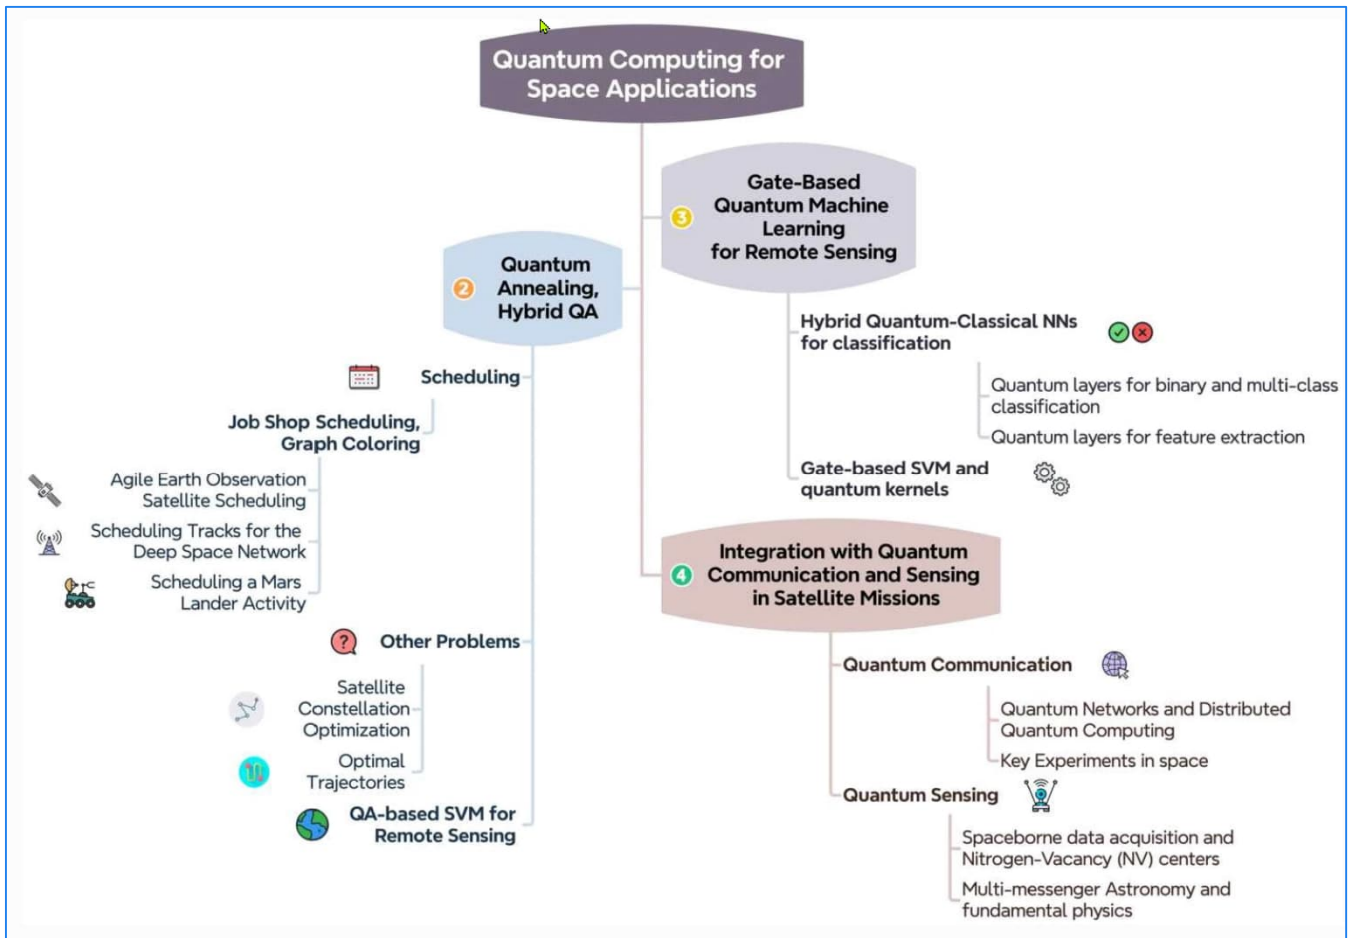 Quantum Computing for
Space Applications
3
Gate-Based
Quantum Machine
Learning
for Remote Sensing
2
Quantum
Annealing,
Hybrid QA
Hybrid Quantum-Classical NNs
for classification
Quantum layers for binary and multi-class
classification
Quantum layers for feature extraction
Gate-based SVM and
quantum kernels
Scheduling
Job Shop Scheduling,
Graph Coloring
Agile Earth Observation
Satellite Scheduling
Scheduling Tracks for the
Deep Space Network
Scheduling a Mars
Lander Activity
?
Other Problems
Satellite
Constellation
Optimization
Optimal
Trajectories
QA-based SVM for
Remote Sensing
4
Integration with Quantum
Communication and Sensing
in Satellite Missions
Quantum Communication
Quantum Networks and Distributed
Quantum Computing
Key Experiments in space
Quantum Sensing
Spaceborne data acquisition and
Nitrogen-Vacancy (NV) centers
Multi-messenger Astronomy and
fundamental physics